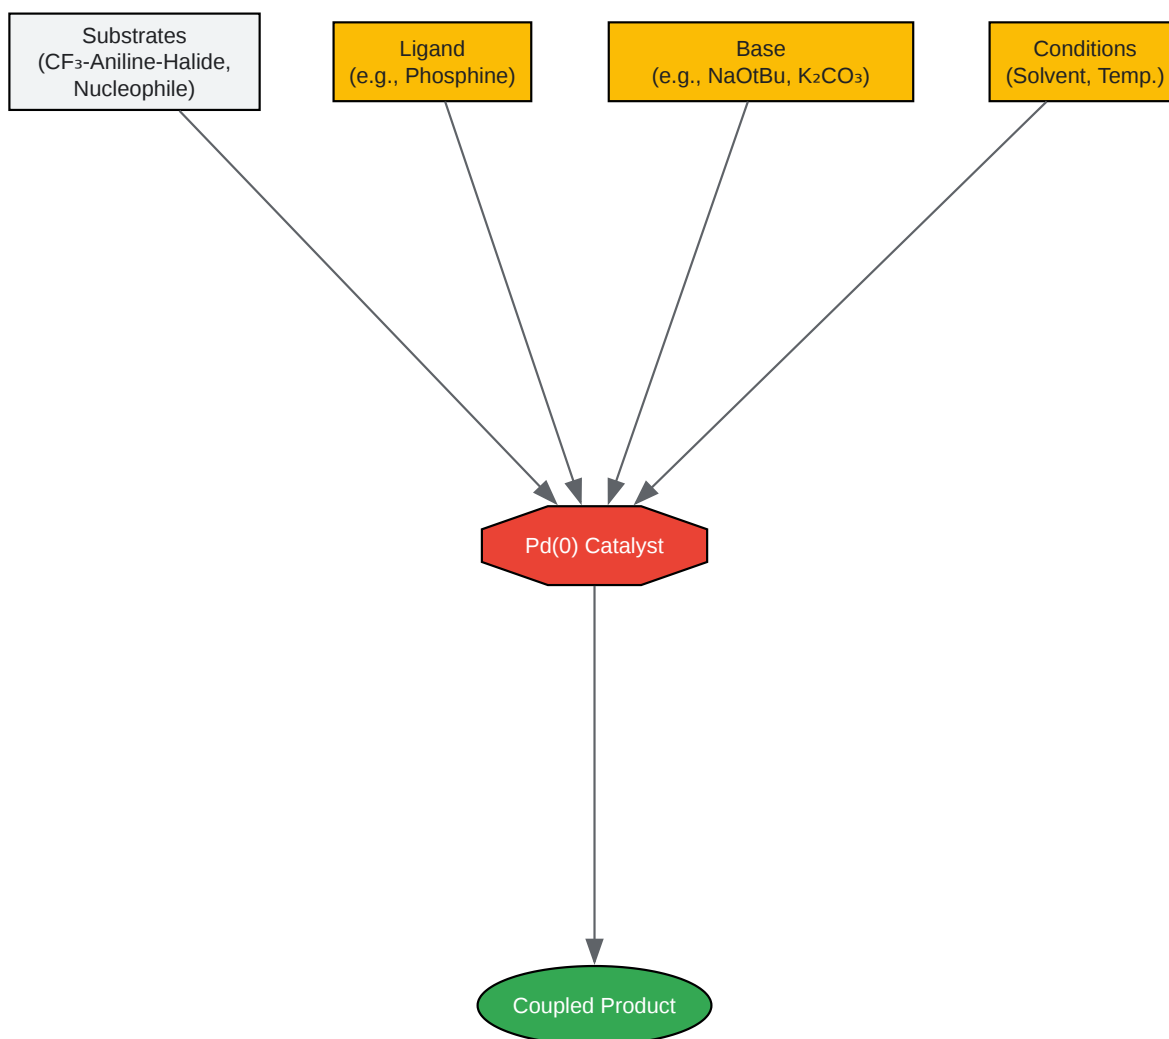 Substrates
(CF₃-Aniline-Halide,
Nucleophile)
Ligand
(e.g., Phosphine)
Base
(e.g., NaOtBu, K₂CO₃)
Conditions
(Solvent, Temp.)
Pd(0) Catalyst
Coupled Product